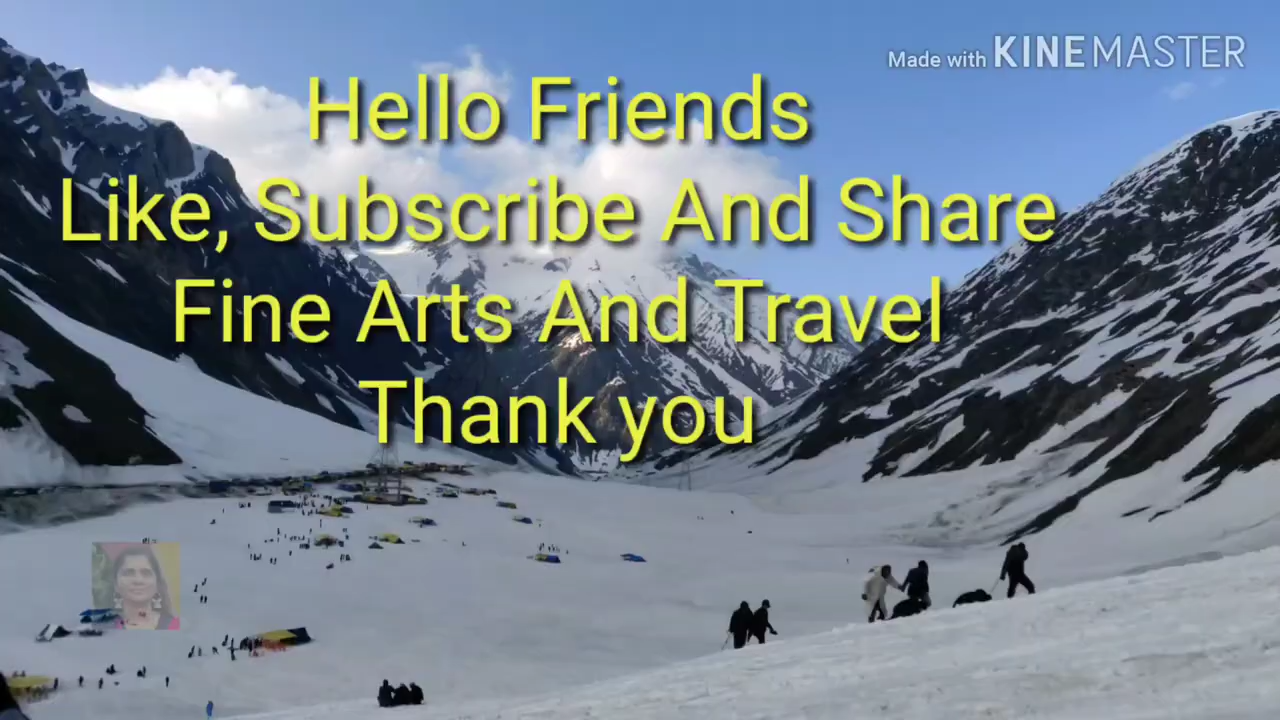 Made with KINEMASTER
Hello Friends
Like, Subscribe And Share
Fine Arts And Travel
Thank you